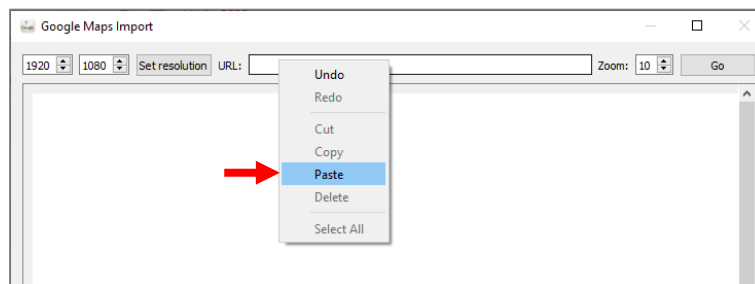 Google Maps Import
1920 1080 Set resolution URL: Zoom: 10 Go
Undo
Redo
Cut
Copy
Paste
Delete
Select All